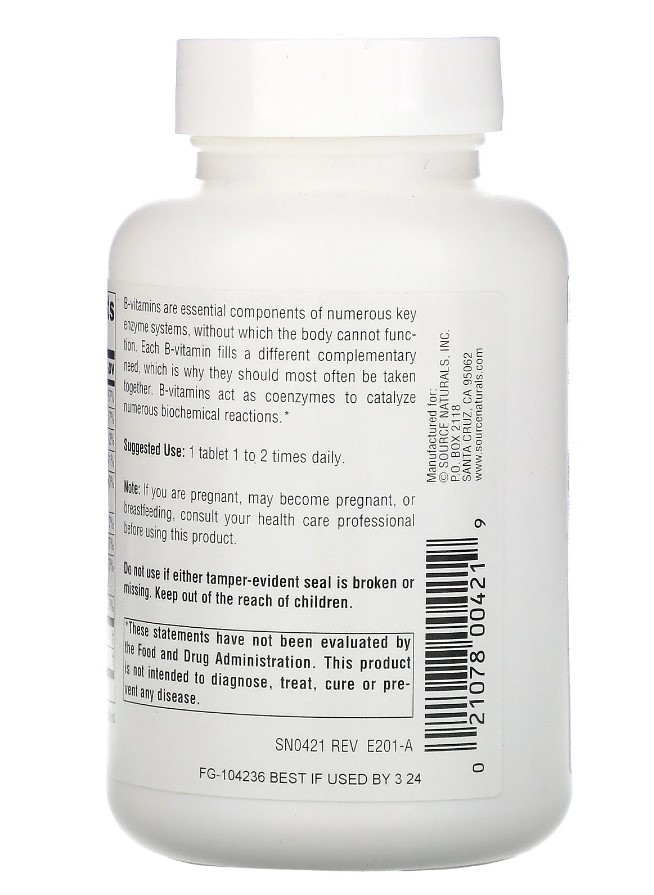 B-vitamins are essential components of numerous key
enzyme systems, without which the body cannot func-
tion. Each B-vitamin fills a different complementary
need, which is why they should most often be taken
together. B-vitamins act as coenzymes to catalyze
numerous biochemical reactions.*
Suggested Use: 1 tablet 1 to 2 times daily.
Note: If you are pregnant, may become pregnant, or
breastfeeding, consult your health care professional
before using this product.
Do not use if either tamper-evident seal is broken or
missing. Keep out of the reach of children.
*These statements have not been evaluated by
the Food and Drug Administration. This product
is not intended to diagnose, treat, cure or pre-
vent any disease.
SN0421 REV E201-A
FG-104236 BEST IF USED BY 3 24
Manufactured for:
© SOURCE NATURALS, INC.
P.O. BOX 2118
SANTA CRUZ, CA 95062
www.sourcenaturals.com
0 21078 00421 9